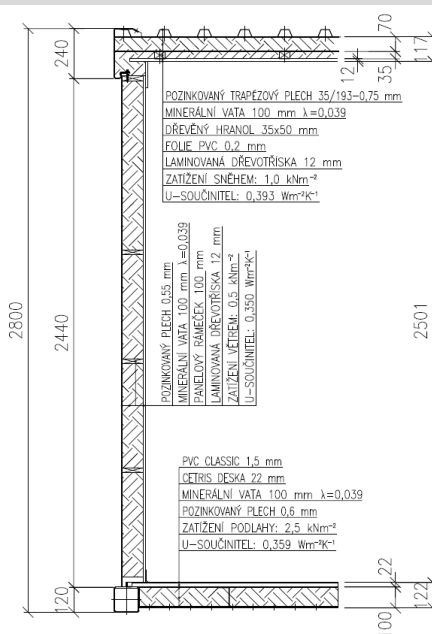 240
70
117
12
35
POZINKOVANÝ TRAPÉZOVÝ PLECH 35/193–0,75 mm
MINERÁLNÍ VATA 100 mm λ=0,039
DŘEVĚNÝ HRANOL 35x50 mm
FOLIE PVC 0,2 mm
LAMINOVANÁ DŘEVOTŘÍSKA 12 mm
ZATÍŽENÍ SNĚHEM: 1,0 kNm⁻²
U–SOUČINITEL: 0,393 Wm⁻²K⁻¹
2800
2440
2501
POZINKOVANÝ PLECH 0,55 mm
MINERÁLNÍ VATA 100 mm λ=0,039
PANELOVÝ RÁMEČEK 100 mm
LAMINOVANÁ DŘEVOTŘÍSKA 12 mm
ZATÍŽENÍ VĚTREM: 0,5 kNm⁻²
U–SOUČINITEL: 0,350 Wm⁻²K⁻¹
PVC CLASSIC 1,5 mm
CETRIS DESKA 22 mm
MINERÁLNÍ VATA 100 mm λ=0,039
POZINKOVANÝ PLECH 0,6 mm
ZATÍŽENÍ PODLAHY: 2,5 kNm⁻²
U–SOUČINITEL: 0,359 Wm⁻²K⁻¹
120
22
122
100